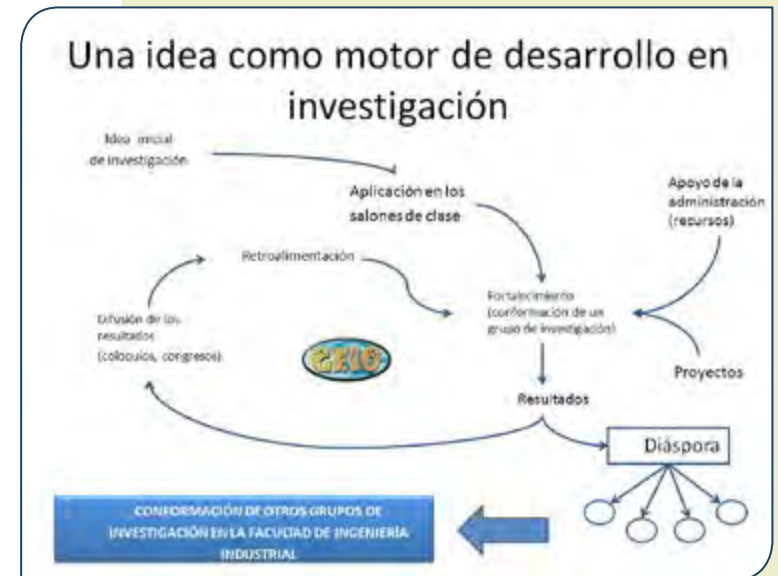 Una idea como motor de desarrollo en
investigación
Idea inicial
de investigación
Aplicación en los
salones de clase
Apoyo de la
administración
(recursos)
Retroalimentación
Fortalecimiento
(conformación de un
grupo de investigación)
Difusión de los
resultados
(coloquios, congresos)
Proyectos
Resultados
Diáspora
CONFORMACIÓN DE OTROS GRUPOS DE
INVESTIGACIÓN EN LA FACULTAD DE INGENIERÍA
INDUSTRIAL